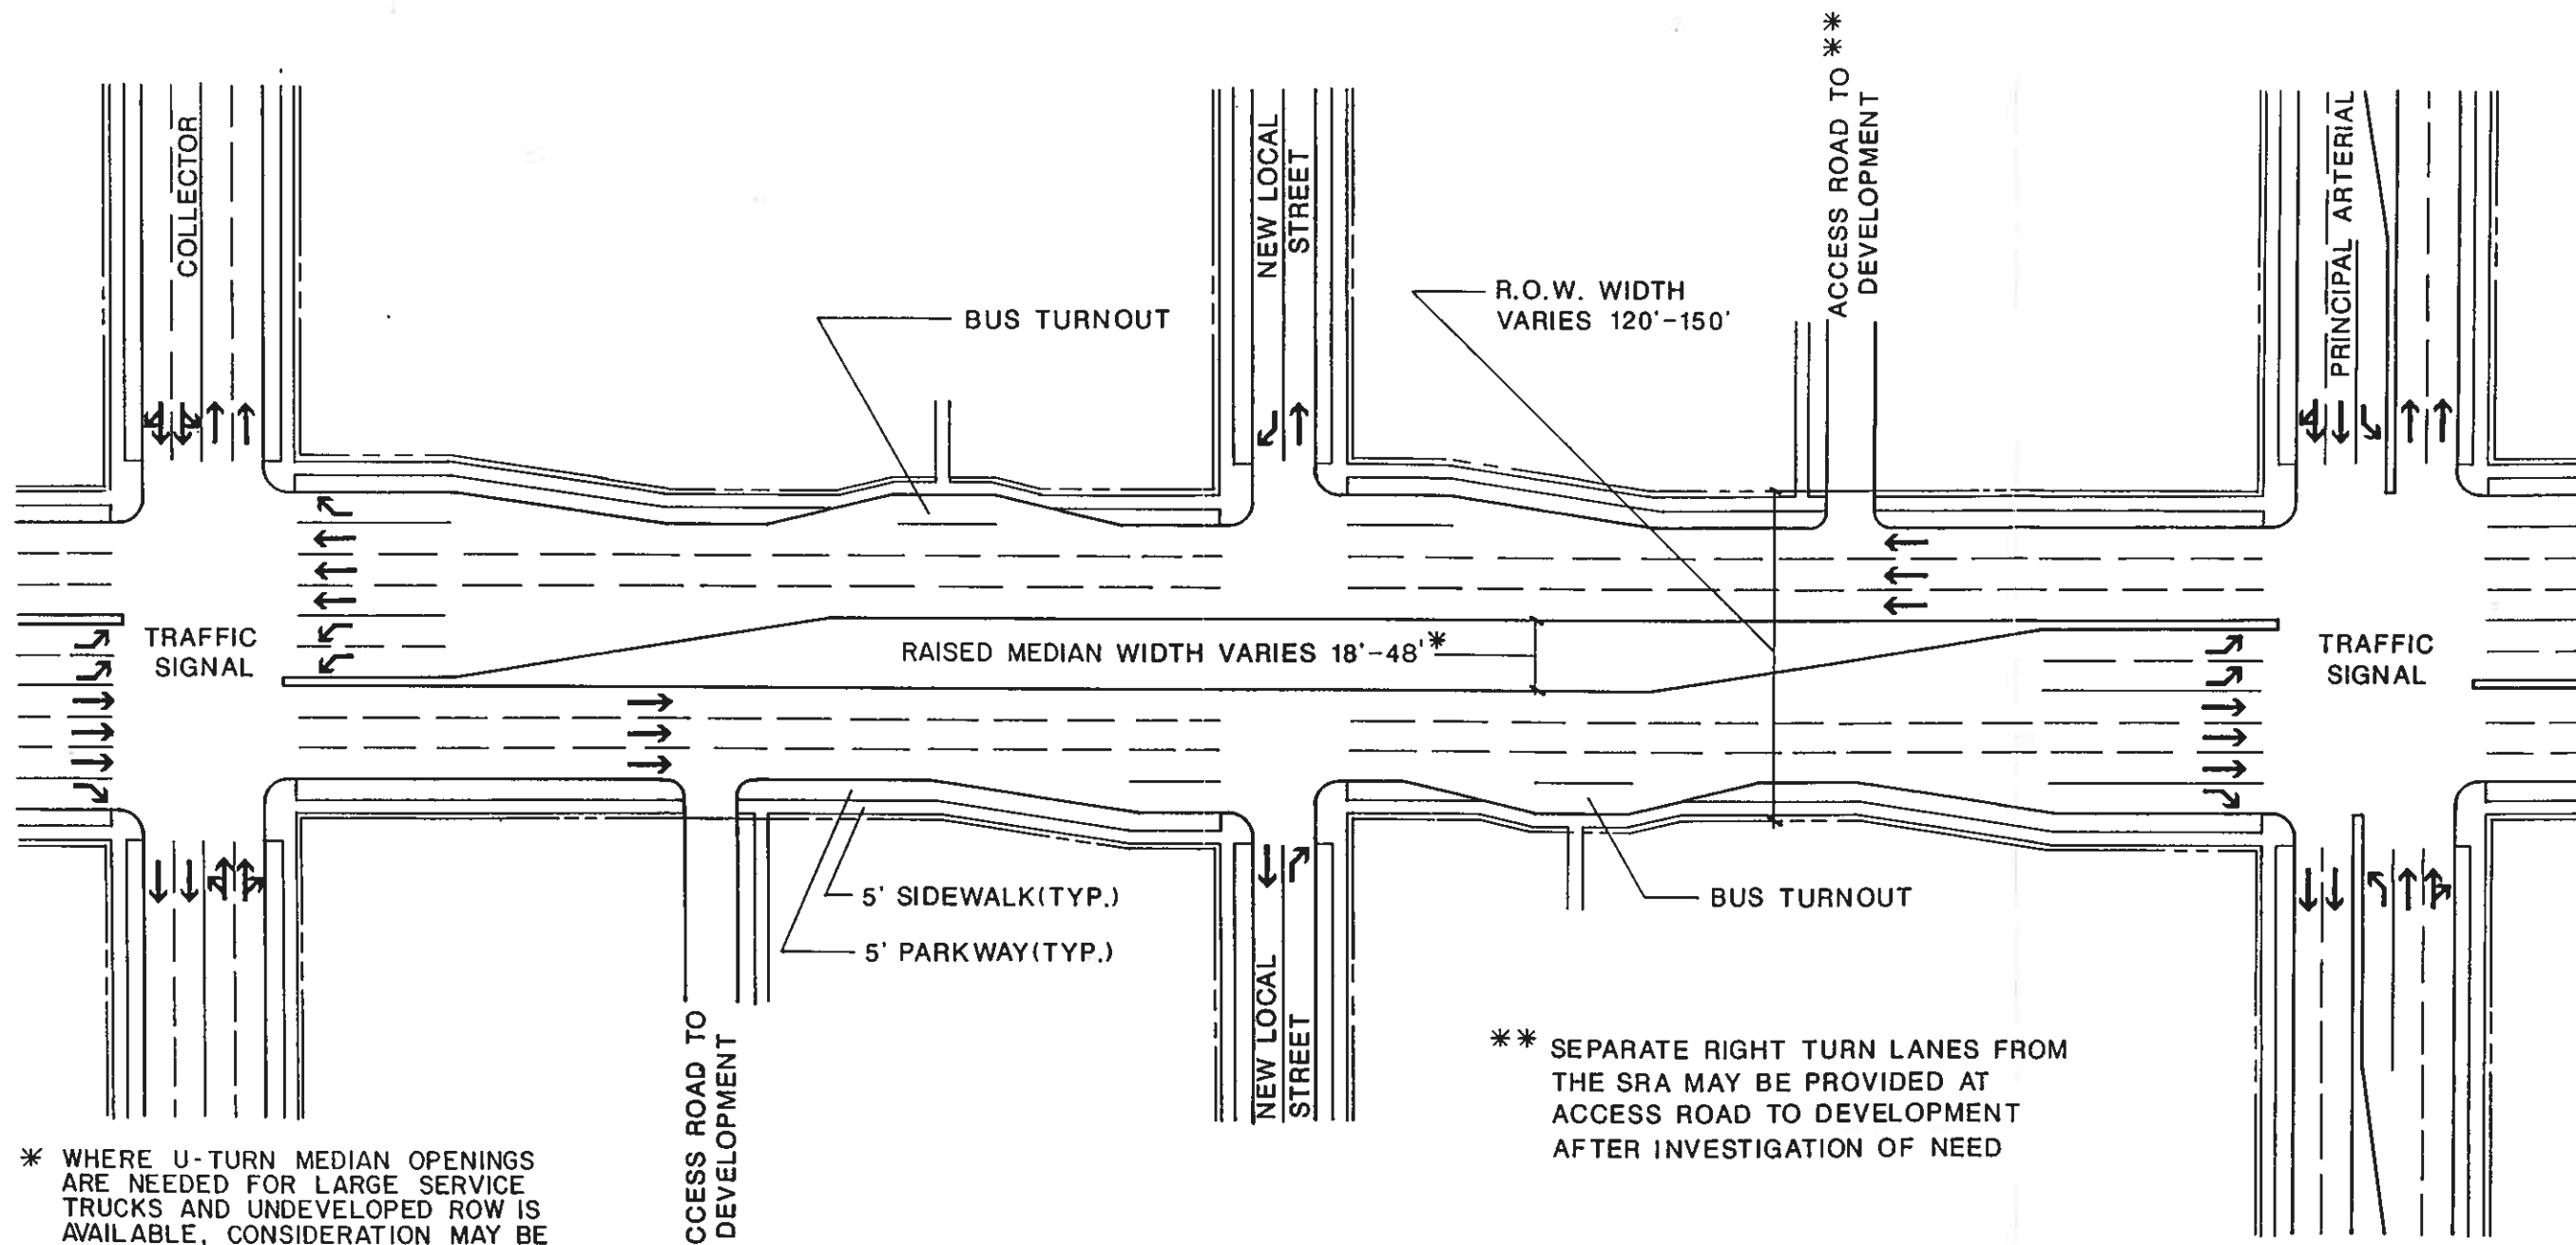 COLLECTOR
NEW LOCAL
STREET
ACCESS ROAD TO **
DEVELOPMENT
PRINCIPAL ARTERIAL
BUS TURNOUT
R.O.W. WIDTH
VARIES 120'-150'
TRAFFIC
SIGNAL
RAISED MEDIAN WIDTH VARIES 18'-48'*
TRAFFIC
SIGNAL
5' SIDEWALK(TYP.)
5' PARKWAY(TYP.)
BUS TURNOUT
CCESS ROAD TO
DEVELOPMENT
NEW LOCAL
STREET
** SEPARATE RIGHT TURN LANES FROM
THE SRA MAY BE PROVIDED AT
ACCESS ROAD TO DEVELOPMENT
AFTER INVESTIGATION OF NEED
* WHERE U-TURN MEDIAN OPENINGS
ARE NEEDED FOR LARGE SERVICE
TRUCKS AND UNDEVELOPED ROW IS
AVAILABLE, CONSIDERATION MAY BE